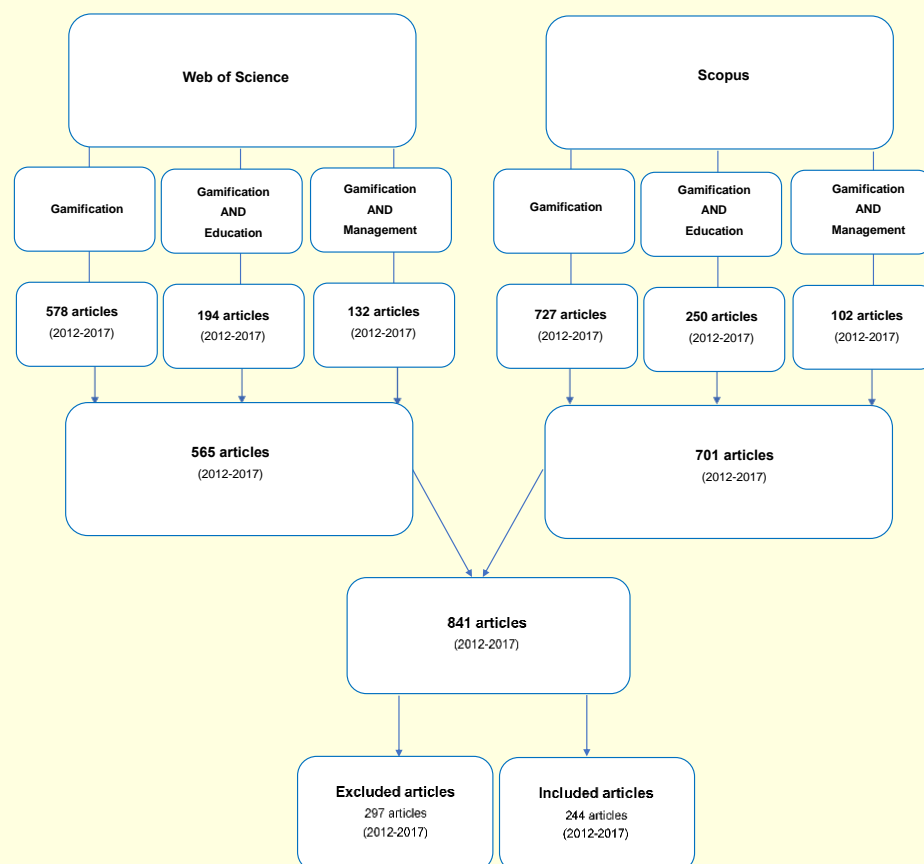 Web of Science
Scopus
Gamification
Gamification
AND
Education
Gamification
AND
Management
Gamification
Gamification
AND
Education
Gamification
AND
Management
578 articles
(2012-2017)
194 articles
(2012-2017)
132 articles
(2012-2017)
727 articles
(2012-2017)
250 articles
(2012-2017)
102 articles
(2012-2017)
565 articles
(2012-2017)
701 articles
(2012-2017)
841 articles
(2012-2017)
Excluded articles
297 articles
(2012-2017)
Included articles
244 articles
(2012-2017)